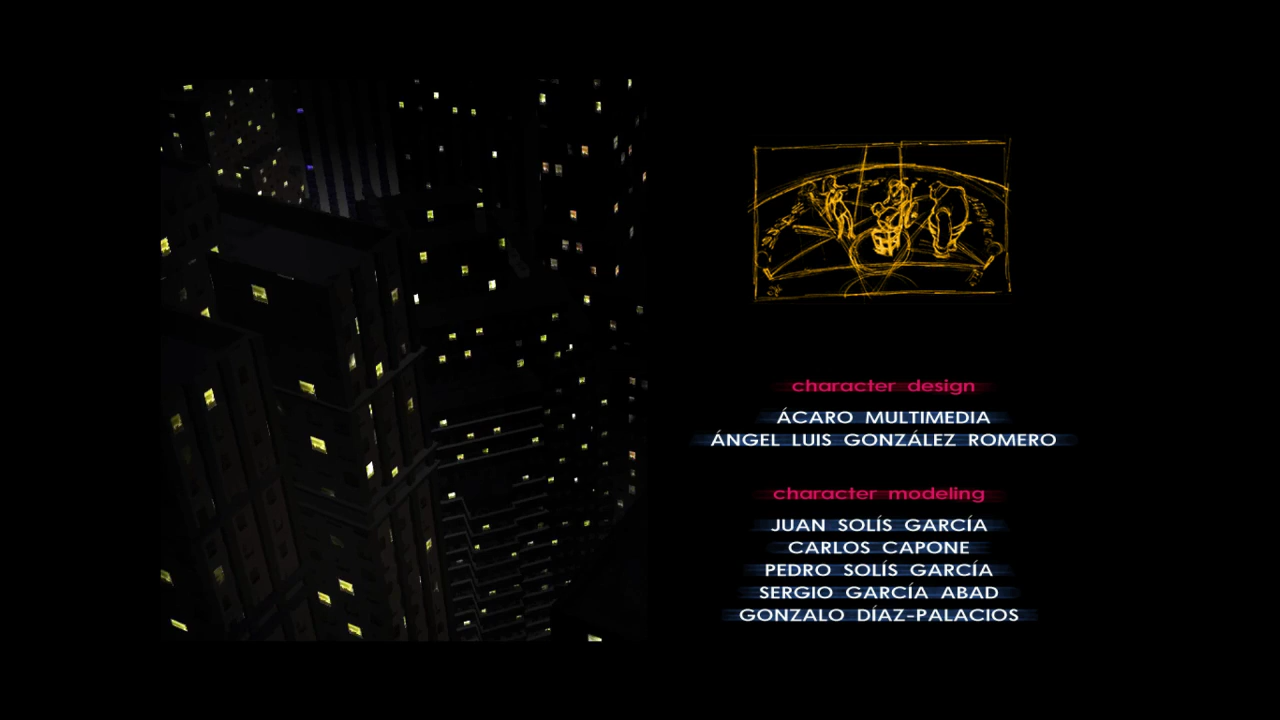 character design
ÁCARO MULTIMEDIA
ÁNGEL LUIS GONZÁLEZ ROMERO
character modeling
JUAN SOLÍS GARCÍA
CARLOS CAPONE
PEDRO SOLÍS GARCÍA
SERGIO GARCÍA ABAD
GONZALO DÍAZ-PALACIOS